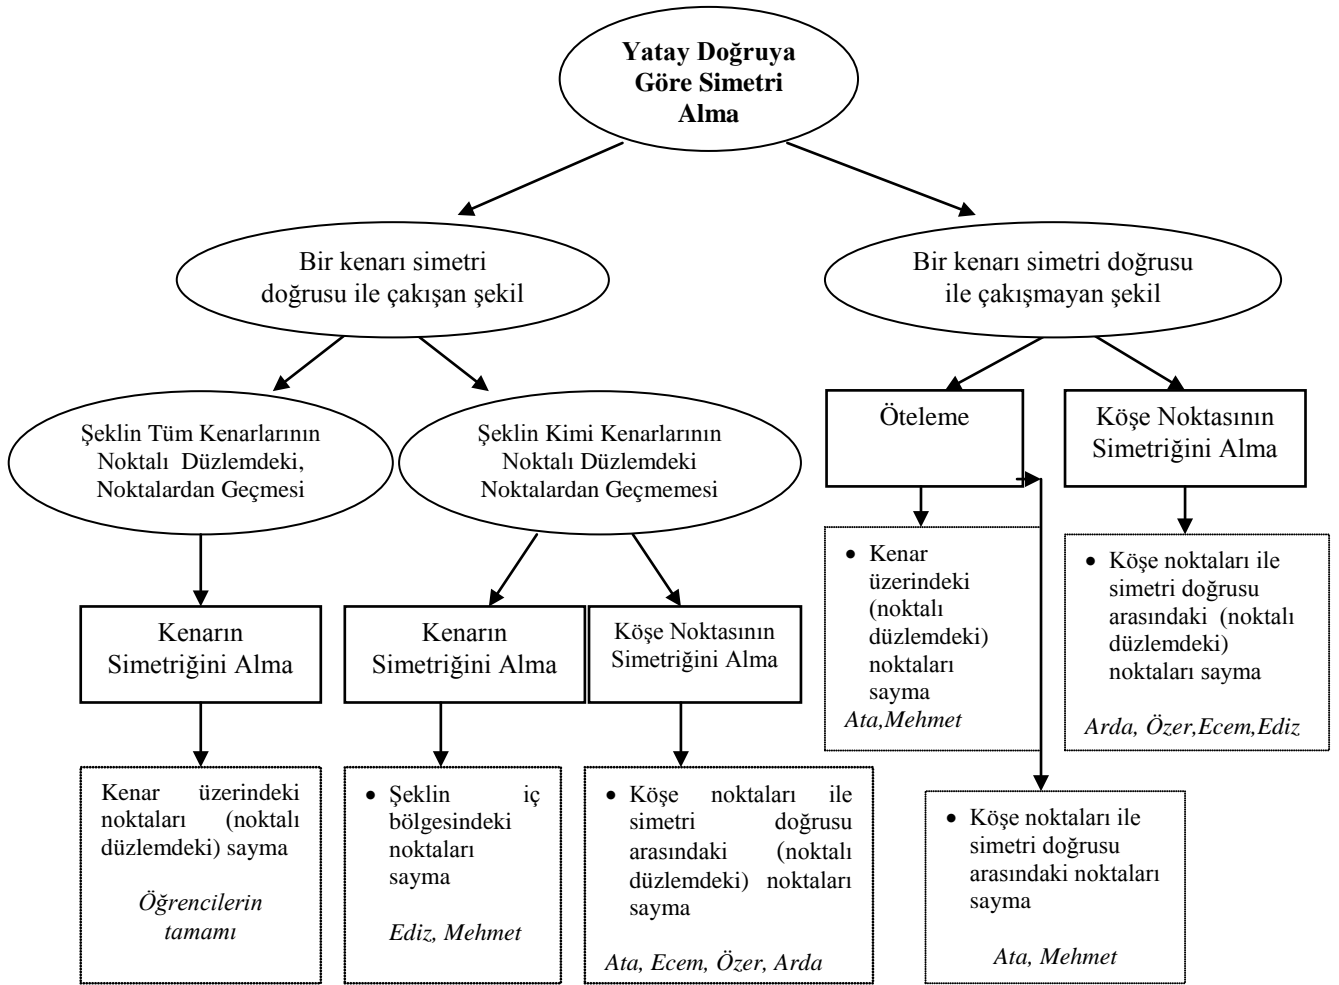 Yatay Doğruya
Göre Simetri
Alma
Bir kenarı simetri
doğrusu ile çakışan şekil
Bir kenarı simetri doğrusu
ile çakışmayan şekil
Şeklin Tüm Kenarlarının
Noktalı Düzlemdeki,
Noktalardan Geçmesi
Şeklin Kimi Kenarlarının
Noktalı Düzlemdeki
Noktalardan Geçmemesi
Öteleme
Köşe Noktasının
Simetriğini Alma
• Kenar
üzerindeki
(noktalı
düzlemdeki)
noktaları
sayma
Ata,Mehmet
• Köşe noktaları ile
simetri doğrusu
arasındaki (noktalı
düzlemdeki)
noktaları sayma
Arda, Özer,Ecem,Ediz
Kenarın
Simetriğini Alma
Kenarın
Simetriğini Alma
Köşe Noktasının
Simetriğini Alma
Kenar üzerindeki
noktaları (noktalı
düzlemdeki) sayma
Öğrencilerin
tamamı
• Şeklin iç
bölgesindeki
noktaları
sayma
Ediz, Mehmet
• Köşe noktaları ile
simetri doğrusu
arasındaki (noktalı
düzlemdeki) noktaları
sayma
Ata, Ecem, Özer, Arda
• Köşe noktaları ile
simetri doğrusu
arasındaki noktaları
sayma
Ata, Mehmet